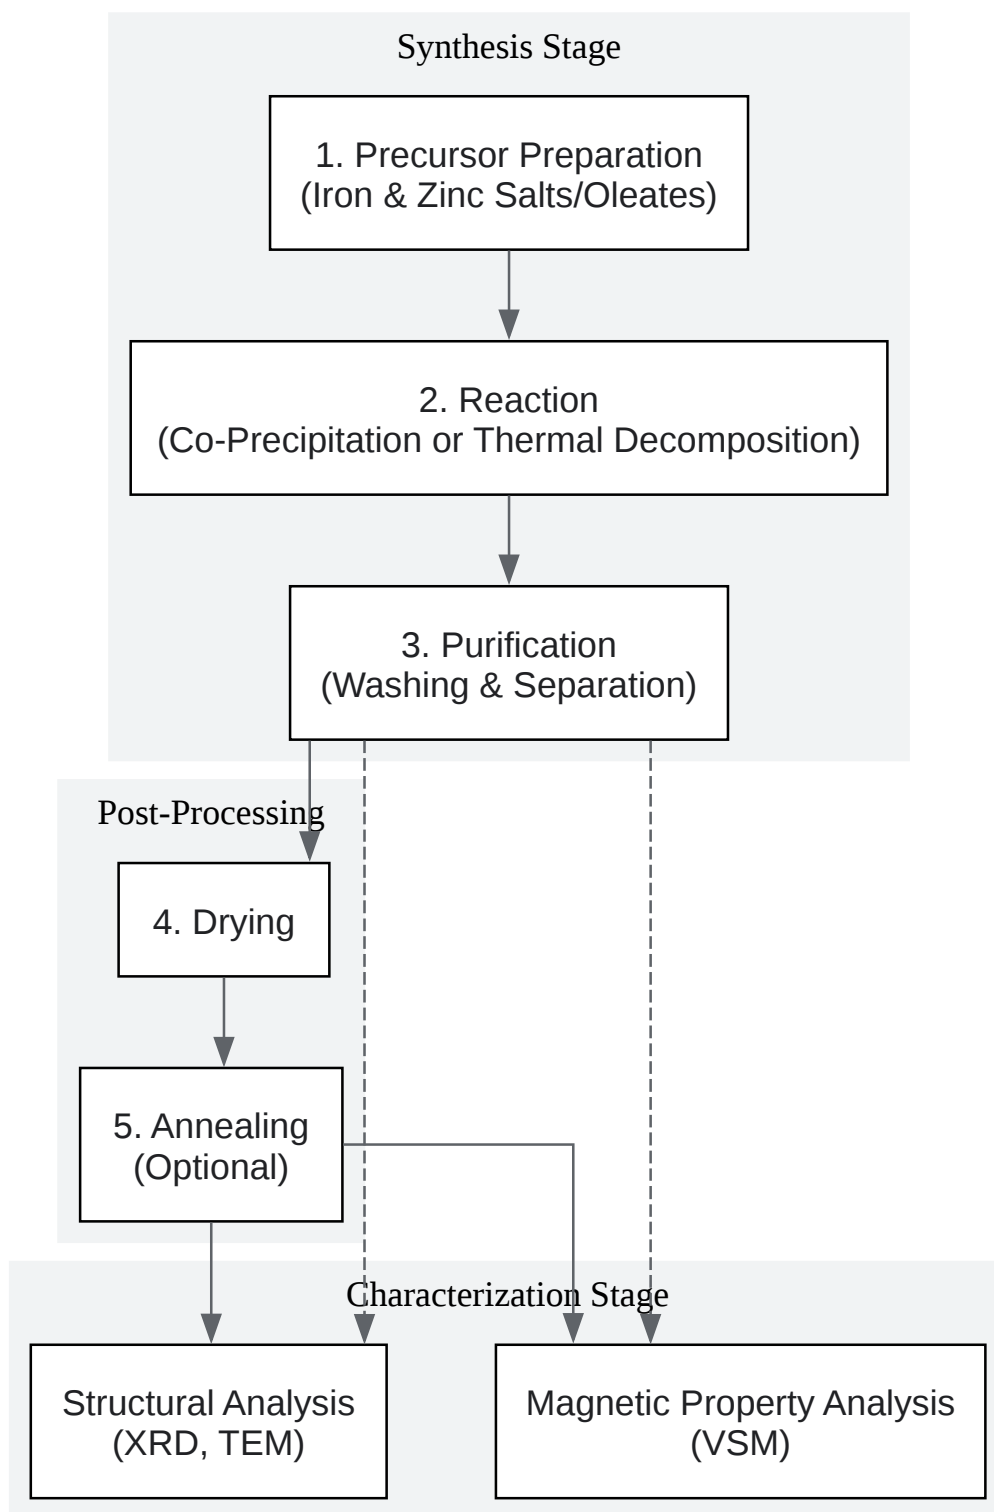 Synthesis Stage
1. Precursor Preparation
(Iron & Zinc Salts/Oleates)
2. Reaction
(Co-Precipitation or Thermal Decomposition)
3. Purification
(Washing & Separation)
Post-Processing
4. Drying
5. Annealing
(Optional)
Characterization Stage
Structural Analysis
(XRD, TEM)
Magnetic Property Analysis
(VSM)